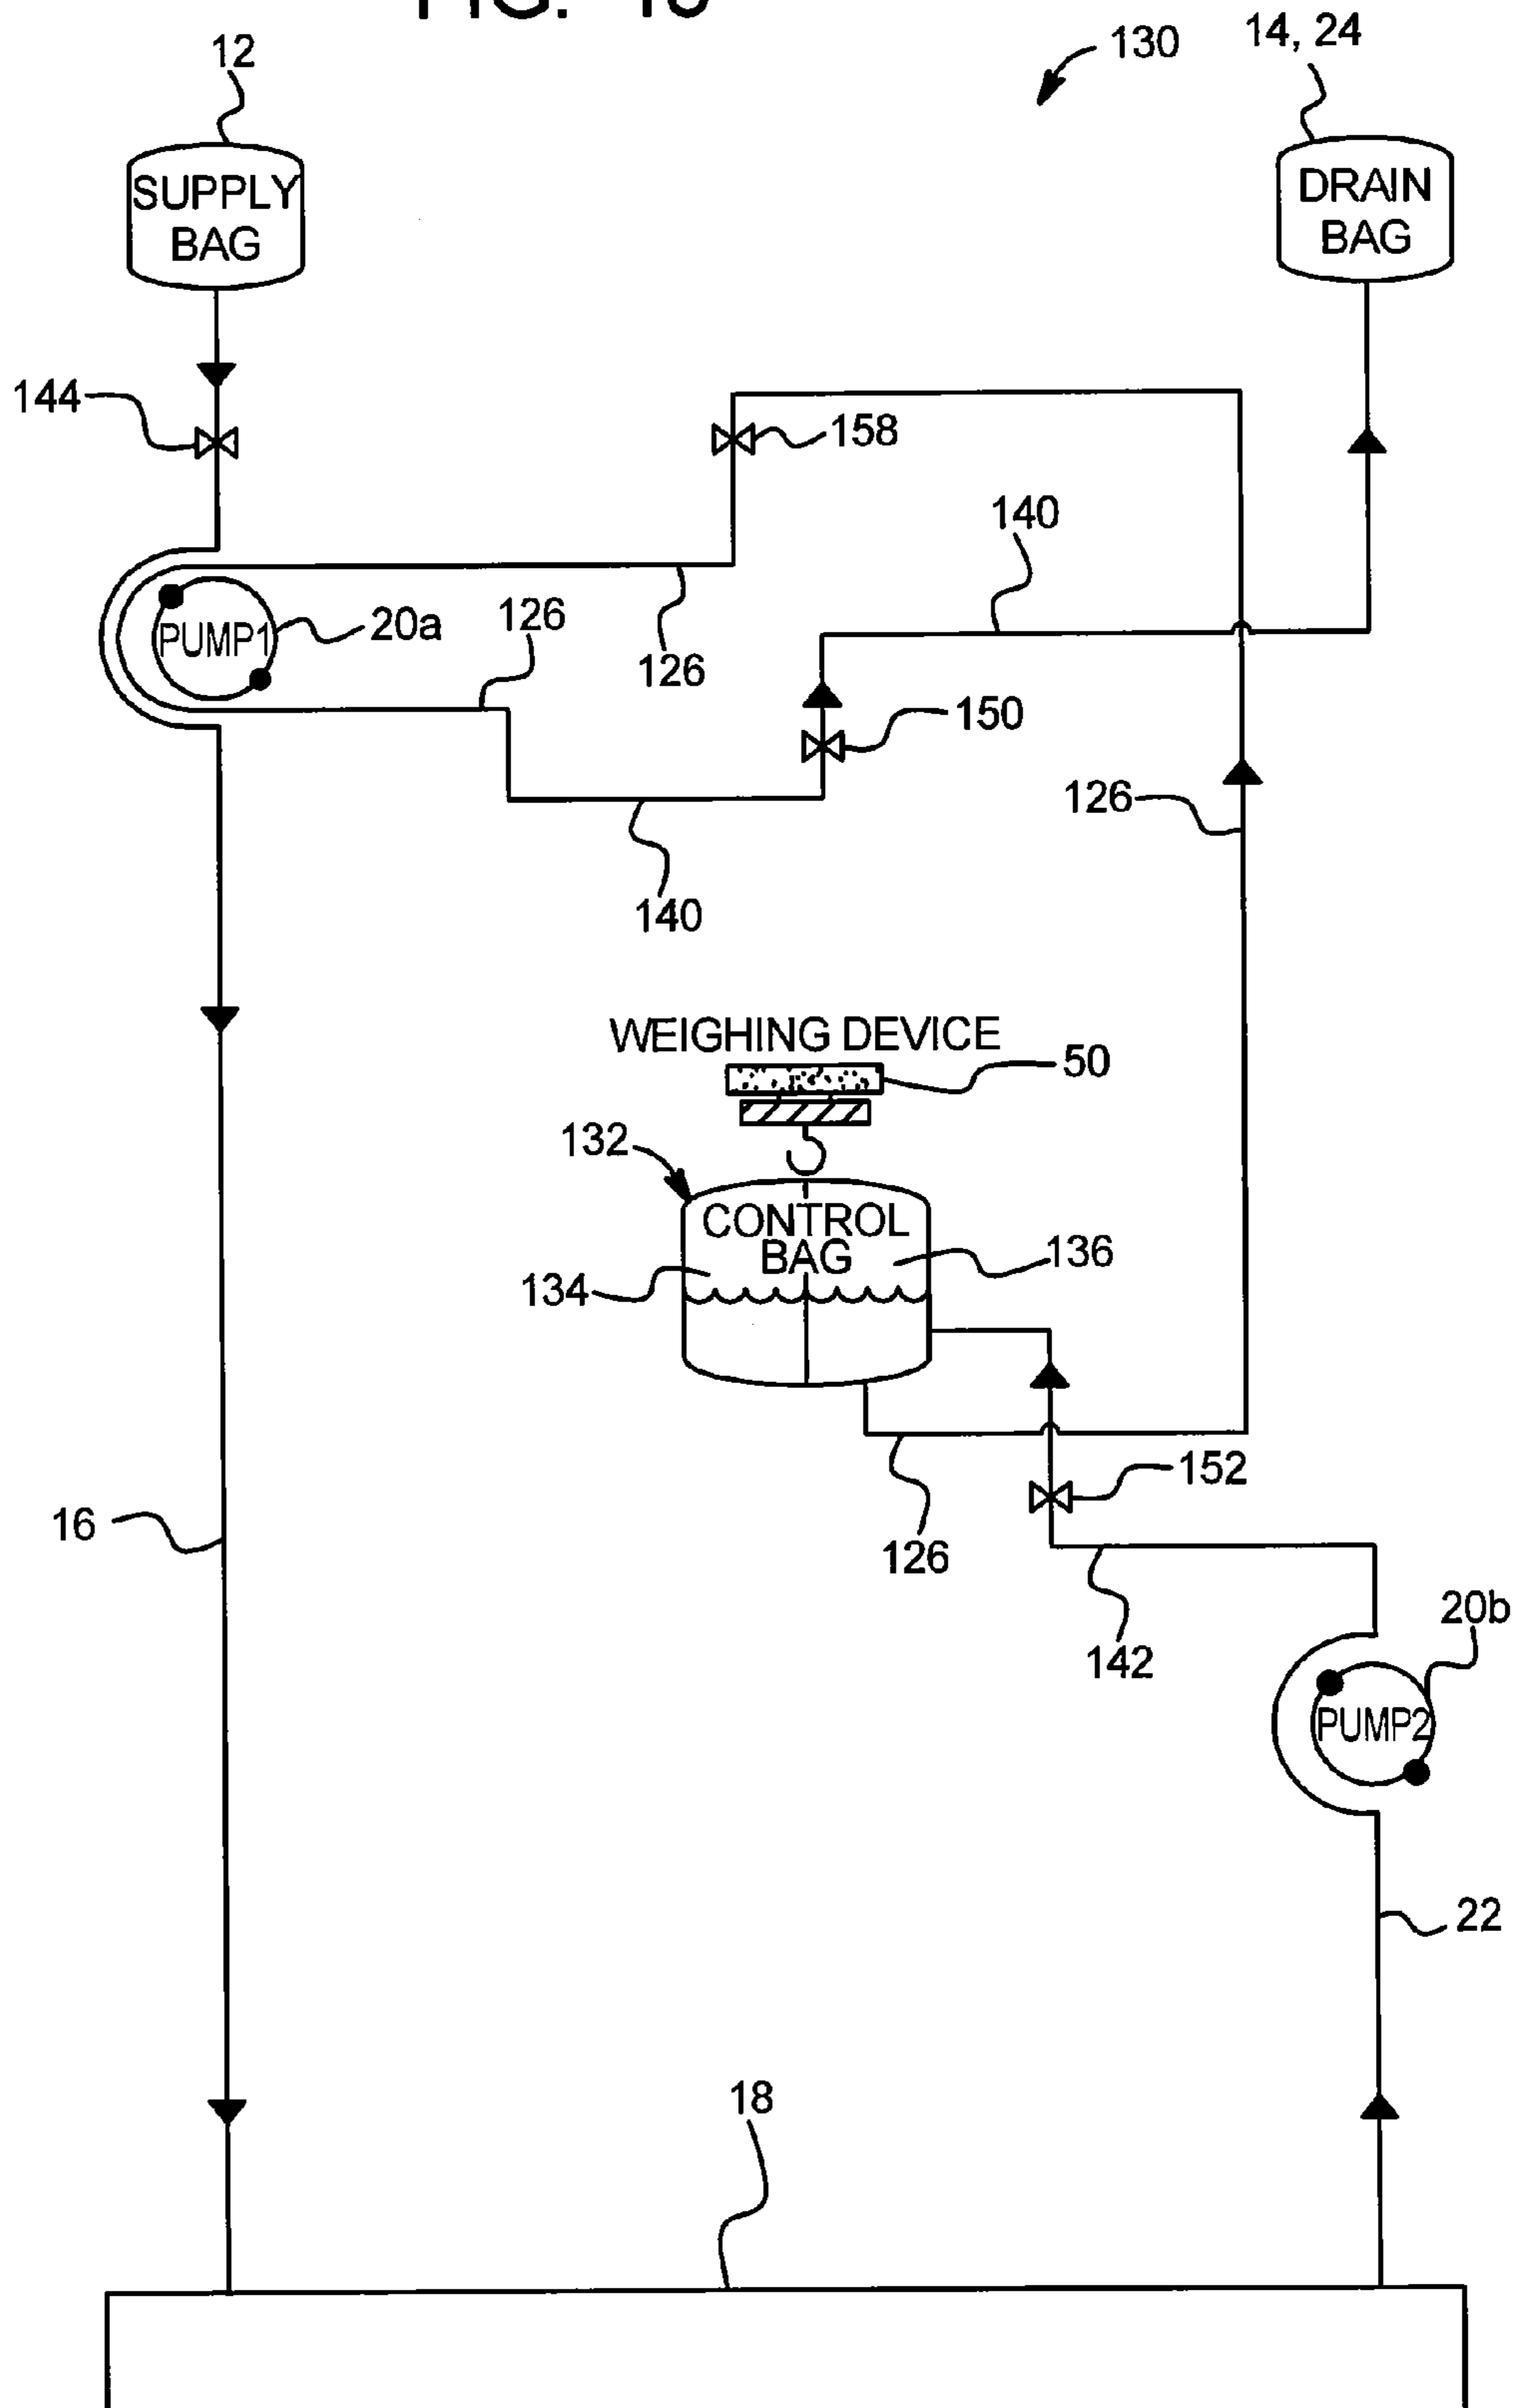 FIG.
12
130
14, 24
SUPPLY
BAG
DRAIN
BAG
144
158
140
PUMP1
20a
126
126
150
126
140
WEIGHING DEVICE
50
132
CONTROL
BAG
136
134
152
16
126
20b
142
PUMP2
22
18